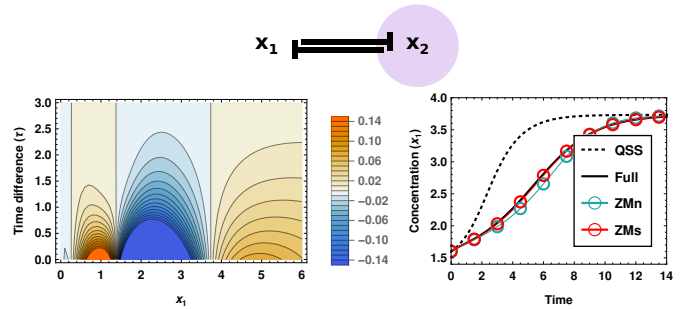 x1 x2
Time difference (τ)
3.0
2.5
2.0
1.5
1.0
0.5
0.0
0 1 2 3 4 5 6
x1
0.14
0.10
0.06
0.02
−0.02
−0.06
−0.10
−0.14
Concentration (x1)
4.0
3.5
3.0
2.5
2.0
1.5
0 2 4 6 8 10 12 14
Time
QSS
Full
ZMn
ZMs